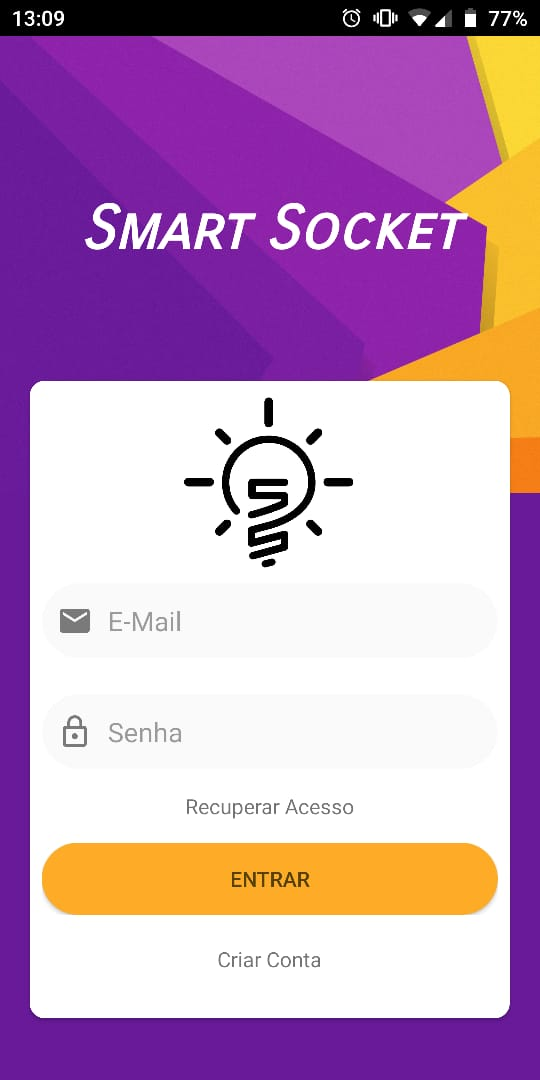 13:09
77%
Smart Socket
E-Mail
Senha
Recuperar Acesso
ENTRAR
Criar Conta